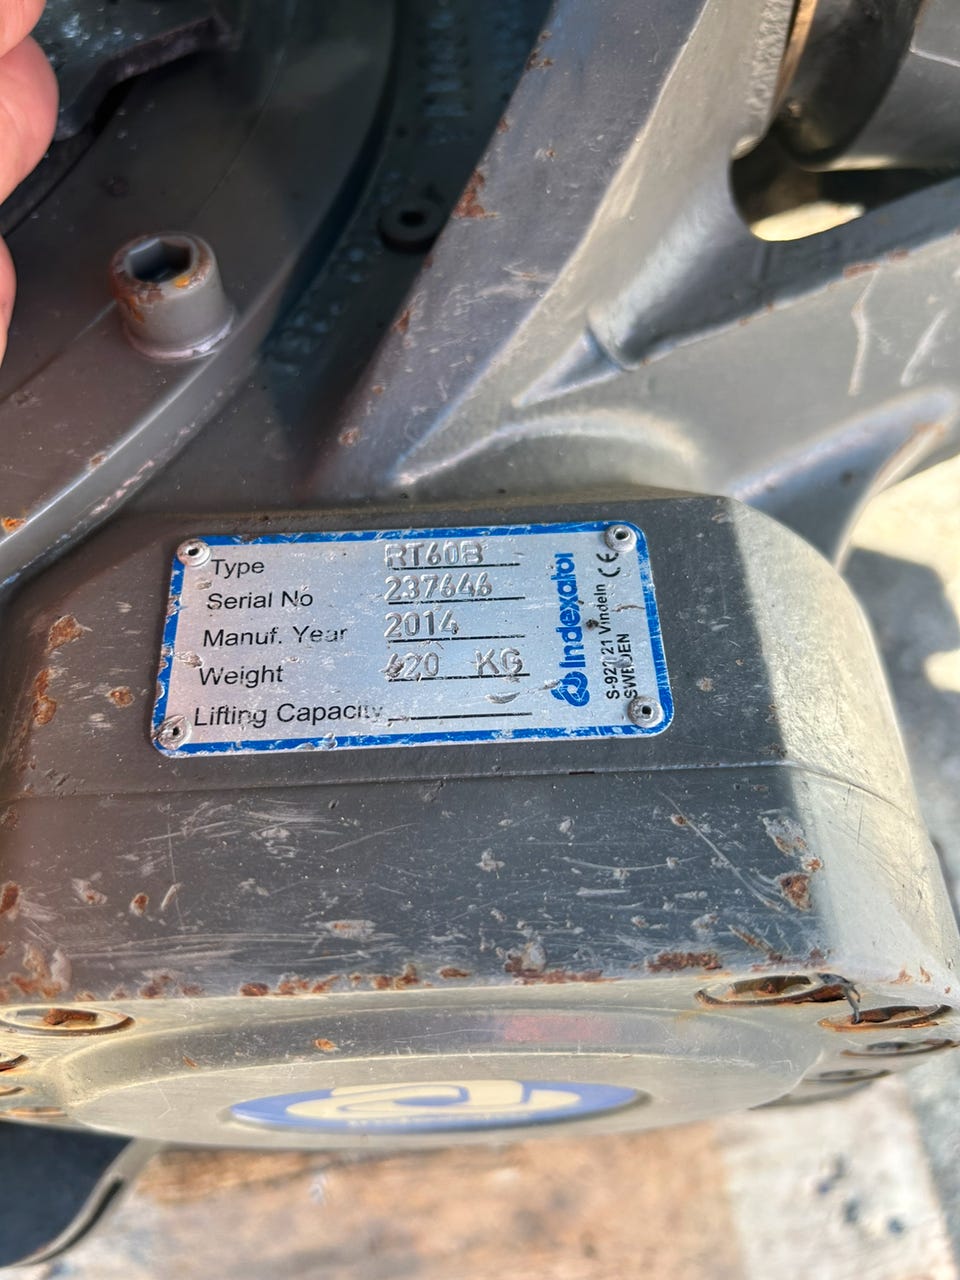 Type RT60B
Serial No 237646
Manuf. Year 2014
Weight 420 KG
Lifting Capacity
Indexator
S-922 21 Vindeln CE
SWEDEN